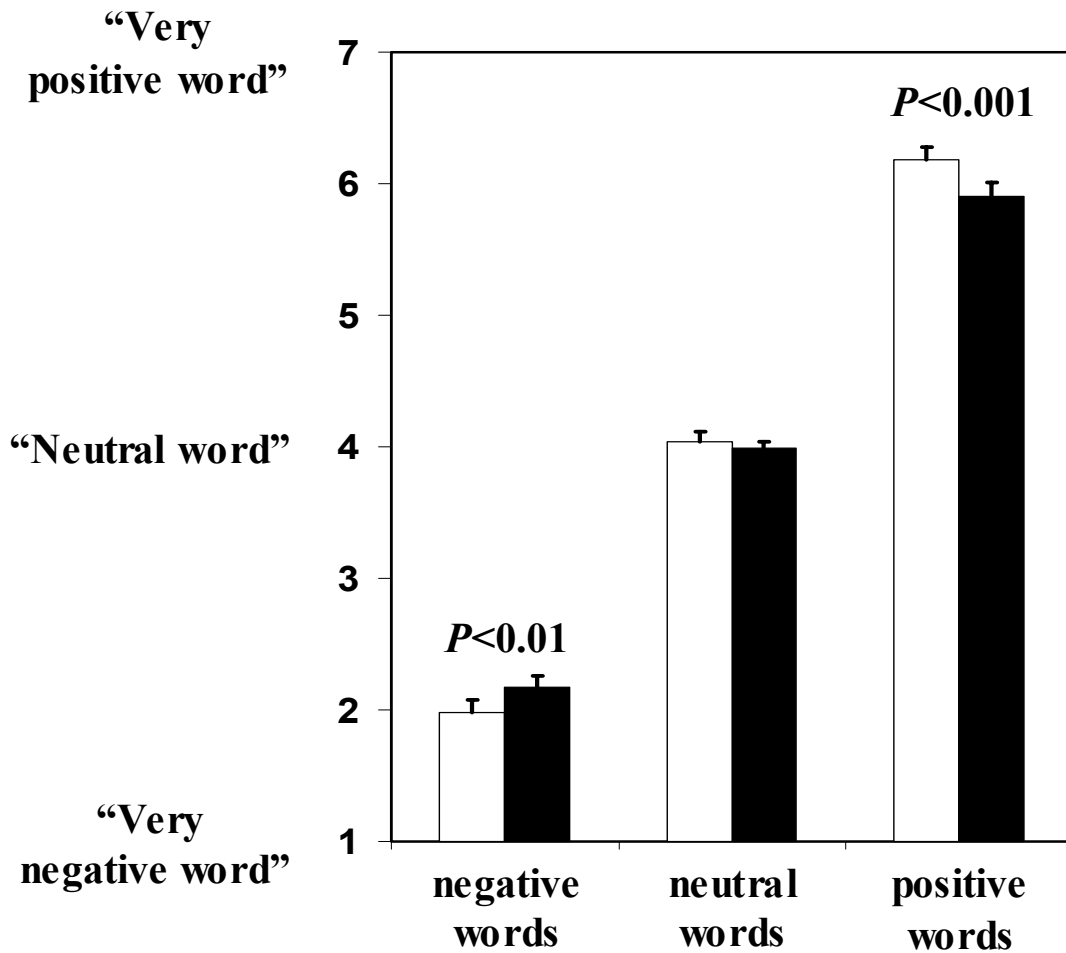 “Very
positive word”
7
P<0.001
6
5
“Neutral word”
4
3
P<0.01
2
“Very
negative word”
1
negative
words
neutral
words
positive
words